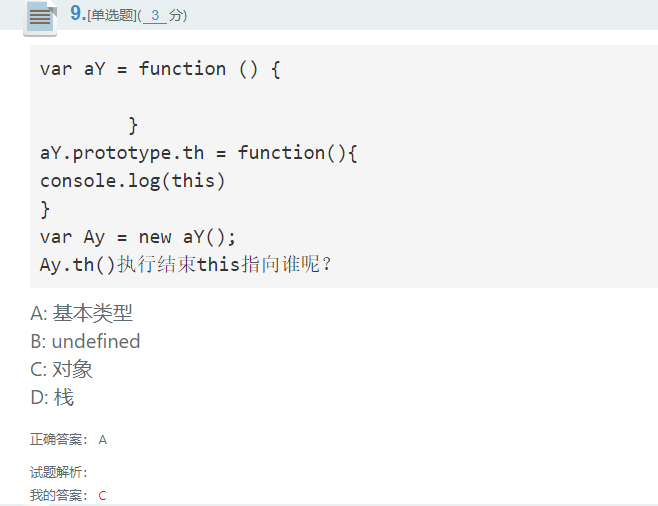 9.[单选题]( 3 分)
var aY = function () {
}
aY.prototype.th = function(){
console.log(this)
}
var Ay = new aY();
Ay.th()执行结束this指向谁呢?
A: 基本类型
B: undefined
C: 对象
D: 栈
正确答案： A
试题解析：
我的答案： C